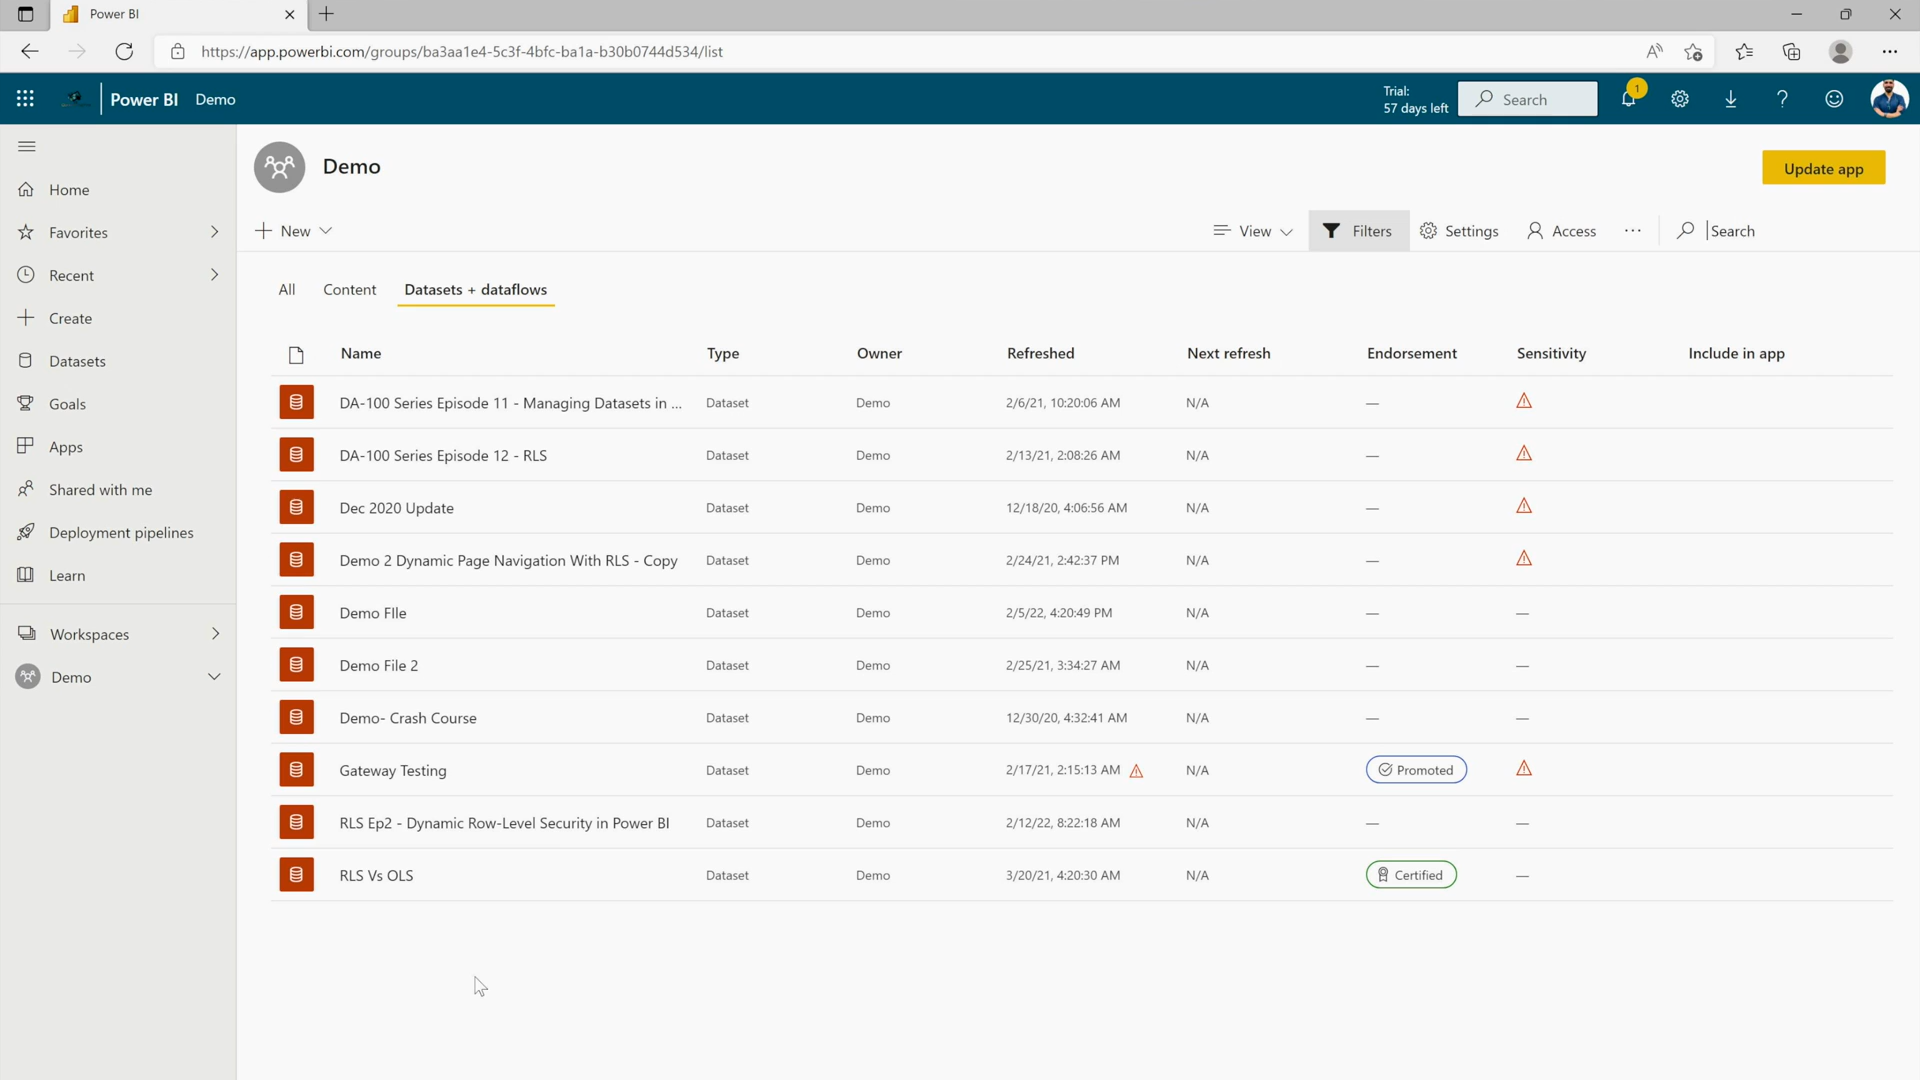 Power BI
https://app.powerbi.com/groups/ba3aa1e4-5c3f-4bfc-ba1a-b30b0744d534/list
Power BI Demo
Trial:
57 days left
Search
1
Demo
Update app
Home
Favorites
Recent
Create
Datasets
Goals
Apps
Shared with me
Deployment pipelines
Learn
Workspaces
Demo
New
View Filters Settings Access ... Search
All Content Datasets + dataflows
Name Type Owner Refreshed Next refresh Endorsement Sensitivity Include in app
DA-100 Series Episode 11 - Managing Datasets in ... Dataset Demo 2/6/21, 10:20:06 AM N/A —
DA-100 Series Episode 12 - RLS Dataset Demo 2/13/21, 2:08:26 AM N/A —
Dec 2020 Update Dataset Demo 12/18/20, 4:06:56 AM N/A —
Demo 2 Dynamic Page Navigation With RLS - Copy Dataset Demo 2/24/21, 2:42:37 PM N/A —
Demo FIle Dataset Demo 2/5/22, 4:20:49 PM N/A — —
Demo File 2 Dataset Demo 2/25/21, 3:34:27 AM N/A — —
Demo- Crash Course Dataset Demo 12/30/20, 4:32:41 AM N/A — —
Gateway Testing Dataset Demo 2/17/21, 2:15:13 AM N/A Promoted
RLS Ep2 - Dynamic Row-Level Security in Power BI Dataset Demo 2/12/22, 8:22:18 AM N/A — —
RLS Vs OLS Dataset Demo 3/20/21, 4:20:30 AM N/A Certified —